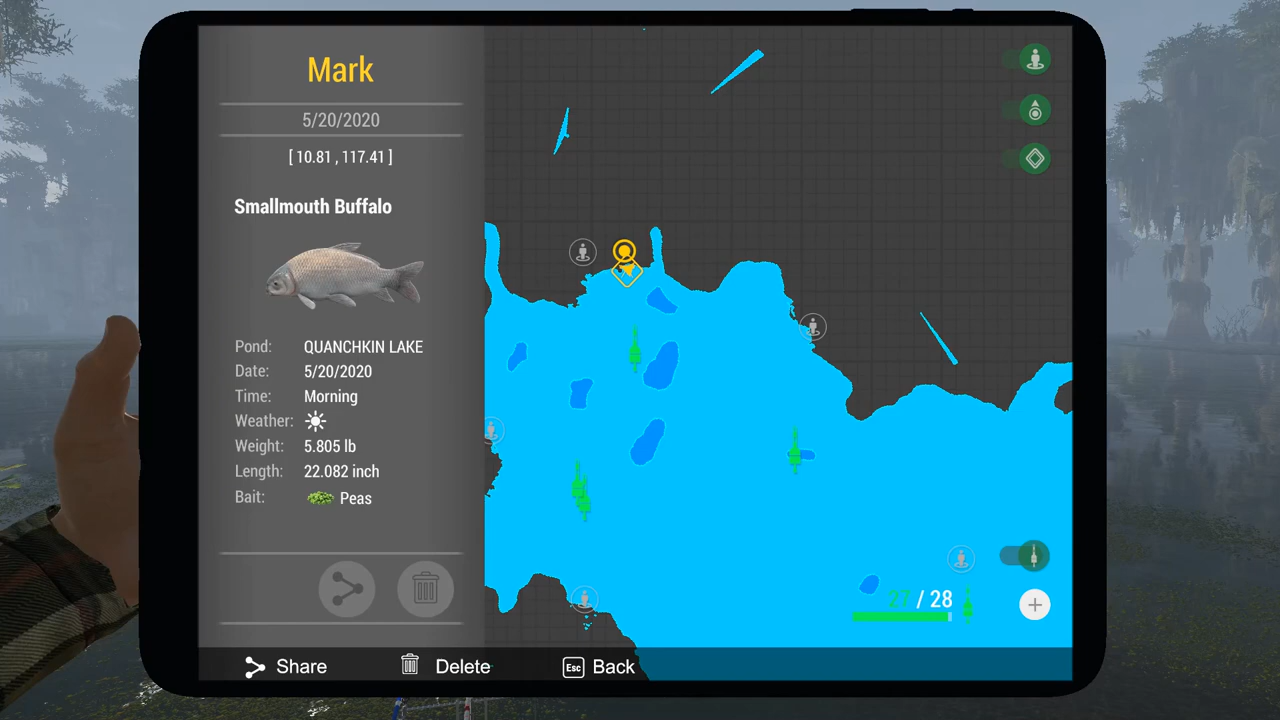 Mark
5/20/2020
[ 10.81 , 117.41 ]
Smallmouth Buffalo
Pond: QUANCHKIN LAKE
Date: 5/20/2020
Time: Morning
Weather:
Weight: 5.805 lb
Length: 22.082 inch
Bait: Peas
27 / 28
Share
Delete
Esc Back